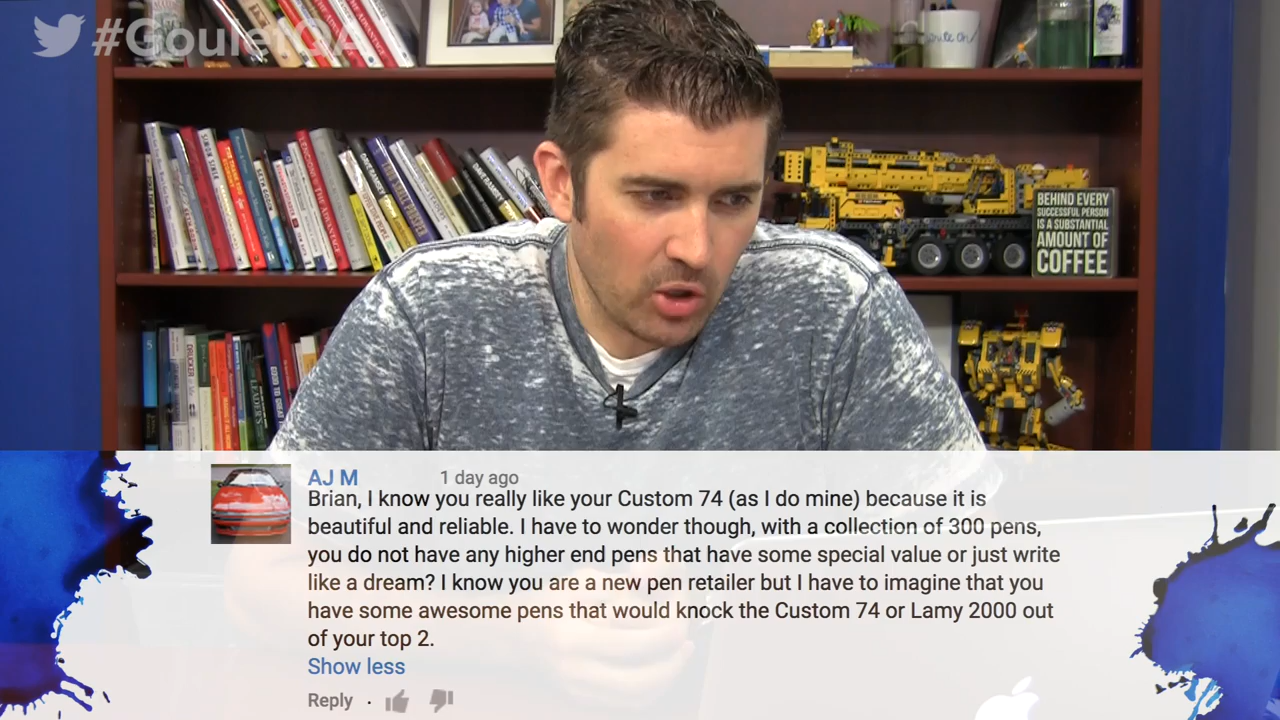 #GouletQA
BEHIND EVERY
SUCCESSFUL PERSON
IS A SUBSTANTIAL
AMOUNT OF
COFFEE
AJ M 1 day ago
Brian, I know you really like your Custom 74 (as I do mine) because it is
beautiful and reliable. I have to wonder though, with a collection of 300 pens,
you do not have any higher end pens that have some special value or just write
like a dream? I know you are a new pen retailer but I have to imagine that you
have some awesome pens that would knock the Custom 74 or Lamy 2000 out
of your top 2.
Show less
Reply ·